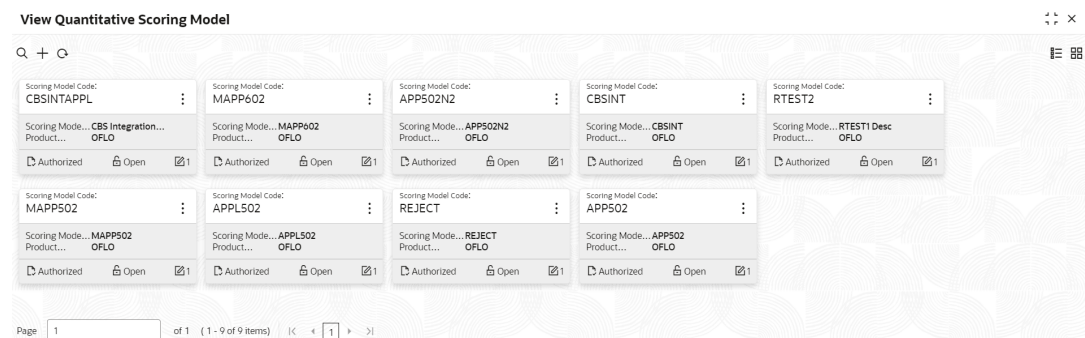 View Quantitative Scoring Model
Scoring Model Code: Scoring Model Code: Scoring Model Code: Scoring Model Code: Scoring Model Code:
CBSINTAPPL MAPP602 APP502N2 CBSINT RTEST2
Scoring Mode... CBS Integration... Scoring Mode... MAPP602 Scoring Mode... APP502N2 Scoring Mode... CBSINT Scoring Mode... RTEST1 Desc
Product... OFLO Product... OFLO Product... OFLO Product... OFLO Product... OFLO
Authorized Open 1 Authorized Open 1 Authorized Open 1 Authorized Open 1 Authorized Open 1
Scoring Model Code: Scoring Model Code: Scoring Model Code: Scoring Model Code:
MAPP502 APPL502 REJECT APP502
Scoring Mode... MAPP502 Scoring Mode... APPL502 Scoring Mode... REJECT Scoring Mode... APP502
Product... OFLO Product... OFLO Product... OFLO Product... OFLO
Authorized Open 1 Authorized Open 1 Authorized Open 1 Authorized Open 1
Page 1 of 1 (1 - 9 of 9 items) 1